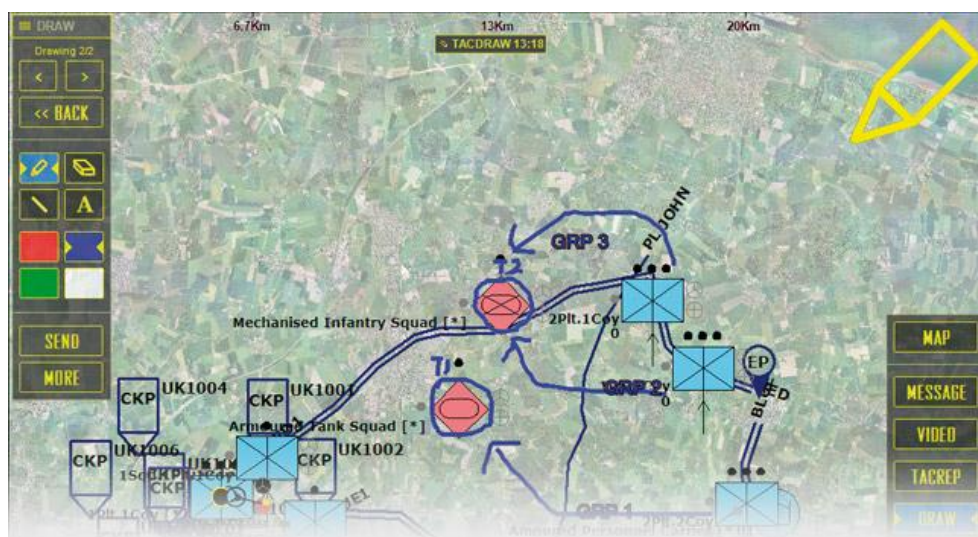 DRAW
Drawing 2/2
<
>
<< BACK
A
SEND
MORE
6.7Km
13Km
20Km
TACDRAW 13:18
PL JOHN
GRP 3
T2
Mechanised Infantry Squad [*]
2Plt.1Coy
0
T1
GRP 2
0
EP
CKP
UK1004
CKP
UK1001
Armoured Tank Squad [*]
CKP
UK1006
CKP
UK1002
CKP
GRP 1
2Plt.2Coy
MAP
MESSAGE
VIDEO
TACREP
DRAW